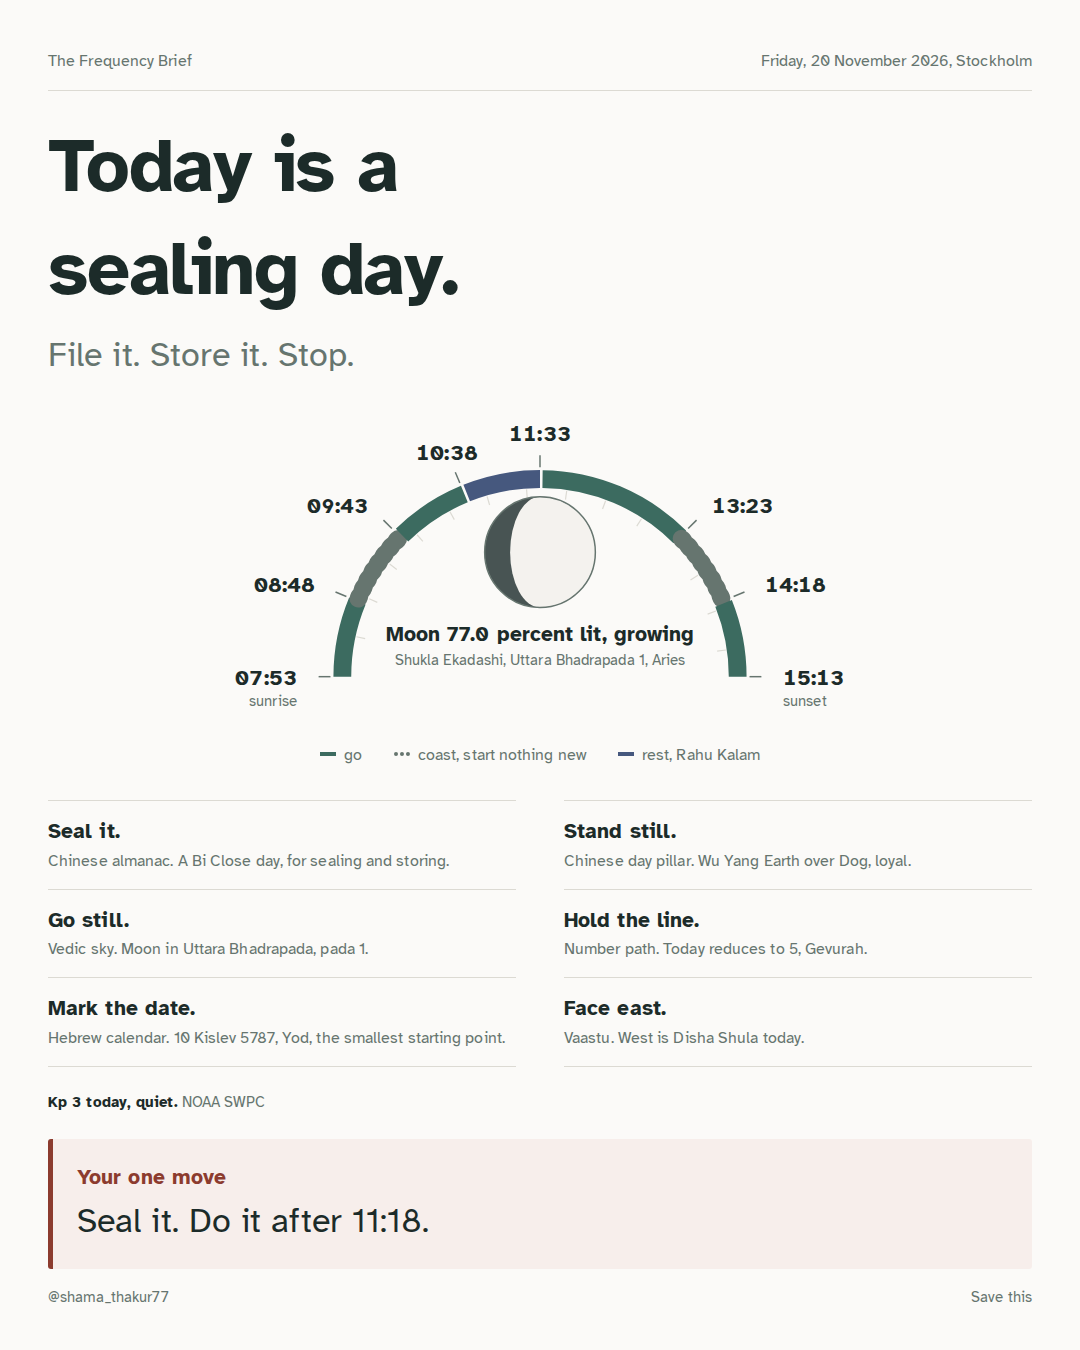 The Frequency Brief
Friday, 20 November 2026, Stockholm
Today is a
sealing day.
File it. Store it. Stop.
11:33
10:38
09:43
13:23
08:48
14:18
Moon 77.0 percent lit, growing
Shukla Ekadashi, Uttara Bhadrapada 1, Aries
07:53
sunrise
15:13
sunset
go
coast, start nothing new
rest, Rahu Kalam
Seal it.
Chinese almanac. A Bi Close day, for sealing and storing.
Stand still.
Chinese day pillar. Wu Yang Earth over Dog, loyal.
Go still.
Vedic sky. Moon in Uttara Bhadrapada, pada 1.
Hold the line.
Number path. Today reduces to 5, Gevurah.
Mark the date.
Hebrew calendar. 10 Kislev 5787, Yod, the smallest starting point.
Face east.
Vaastu. West is Disha Shula today.
Kp 3 today, quiet. NOAA SWPC
Your one move
Seal it. Do it after 11:18.
@shama_thakur77
Save this